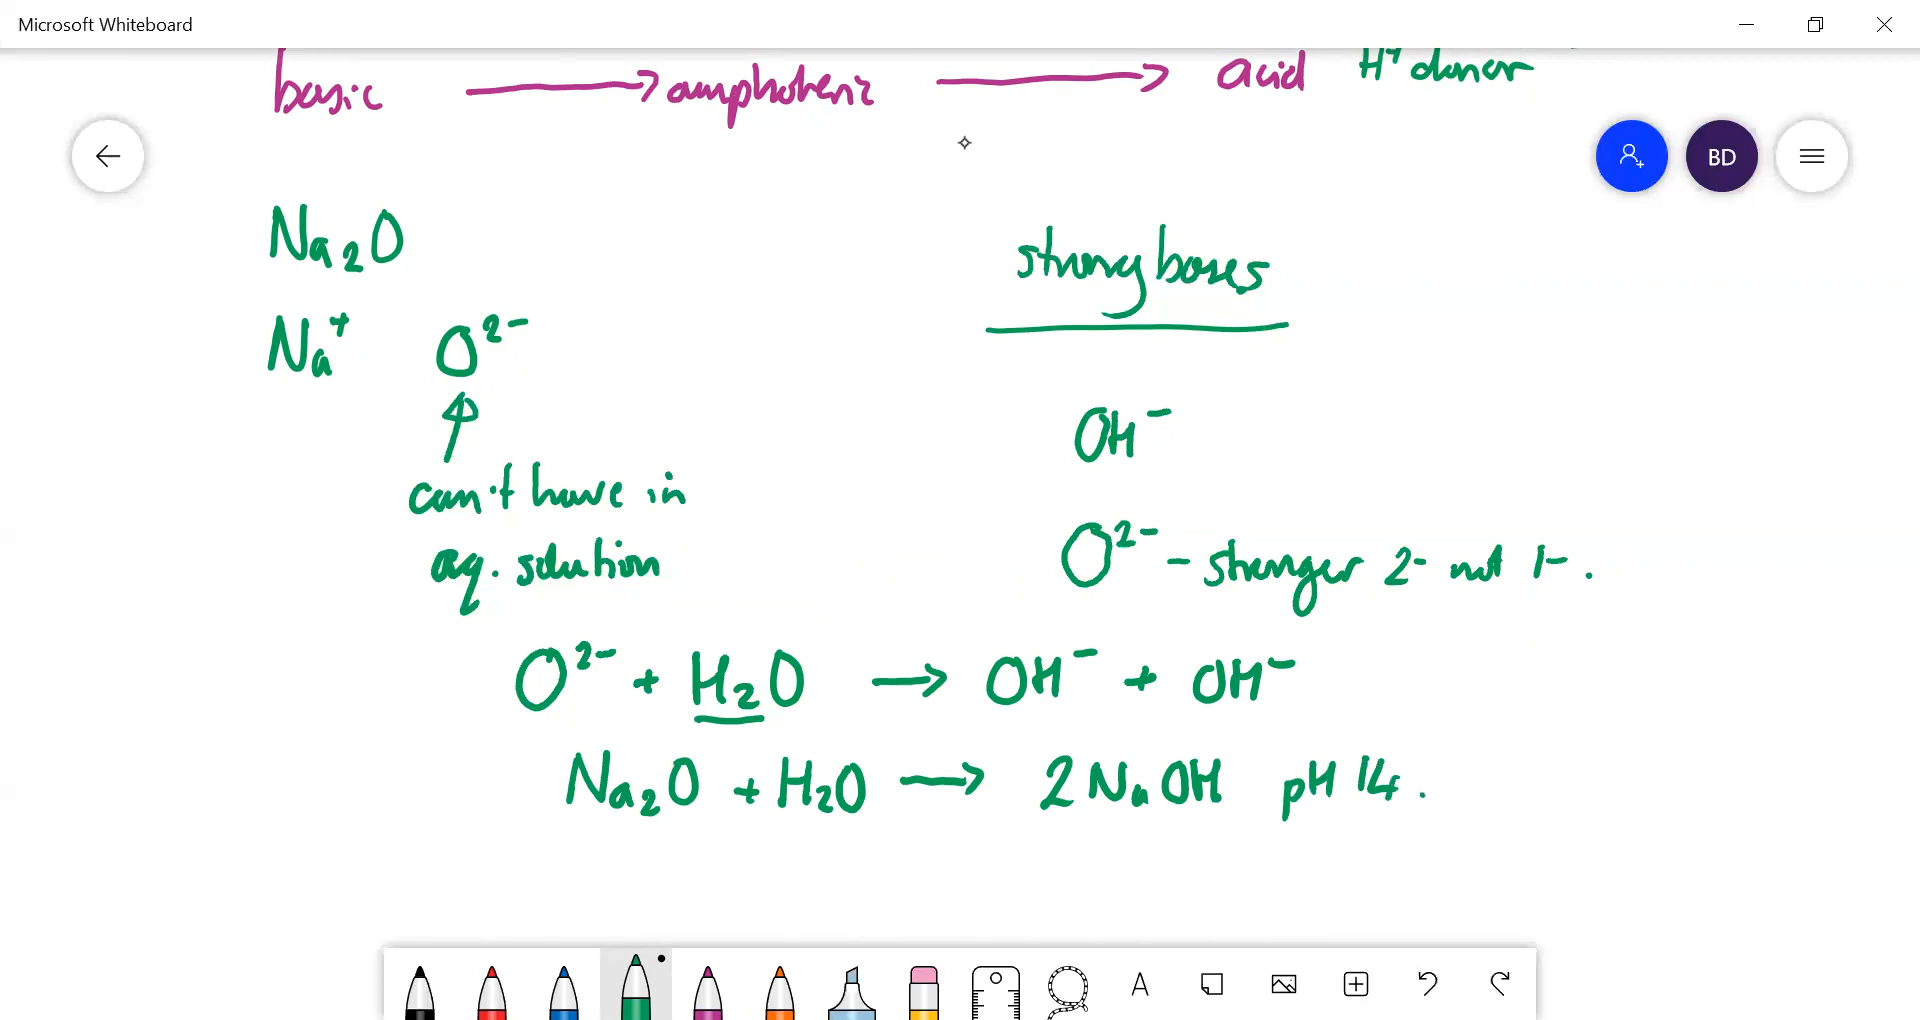 Microsoft Whiteboard
basic → amphoteric → acid H⁺ donor
BD
Na₂O
strong bases
Na⁺ O²⁻
OH⁻
can't have in
aq. solution
O²⁻ - stronger 2- not 1-.
O²⁻ + H₂O → OH⁻ + OH⁻
Na₂O + H₂O → 2NaOH pH 14.
A